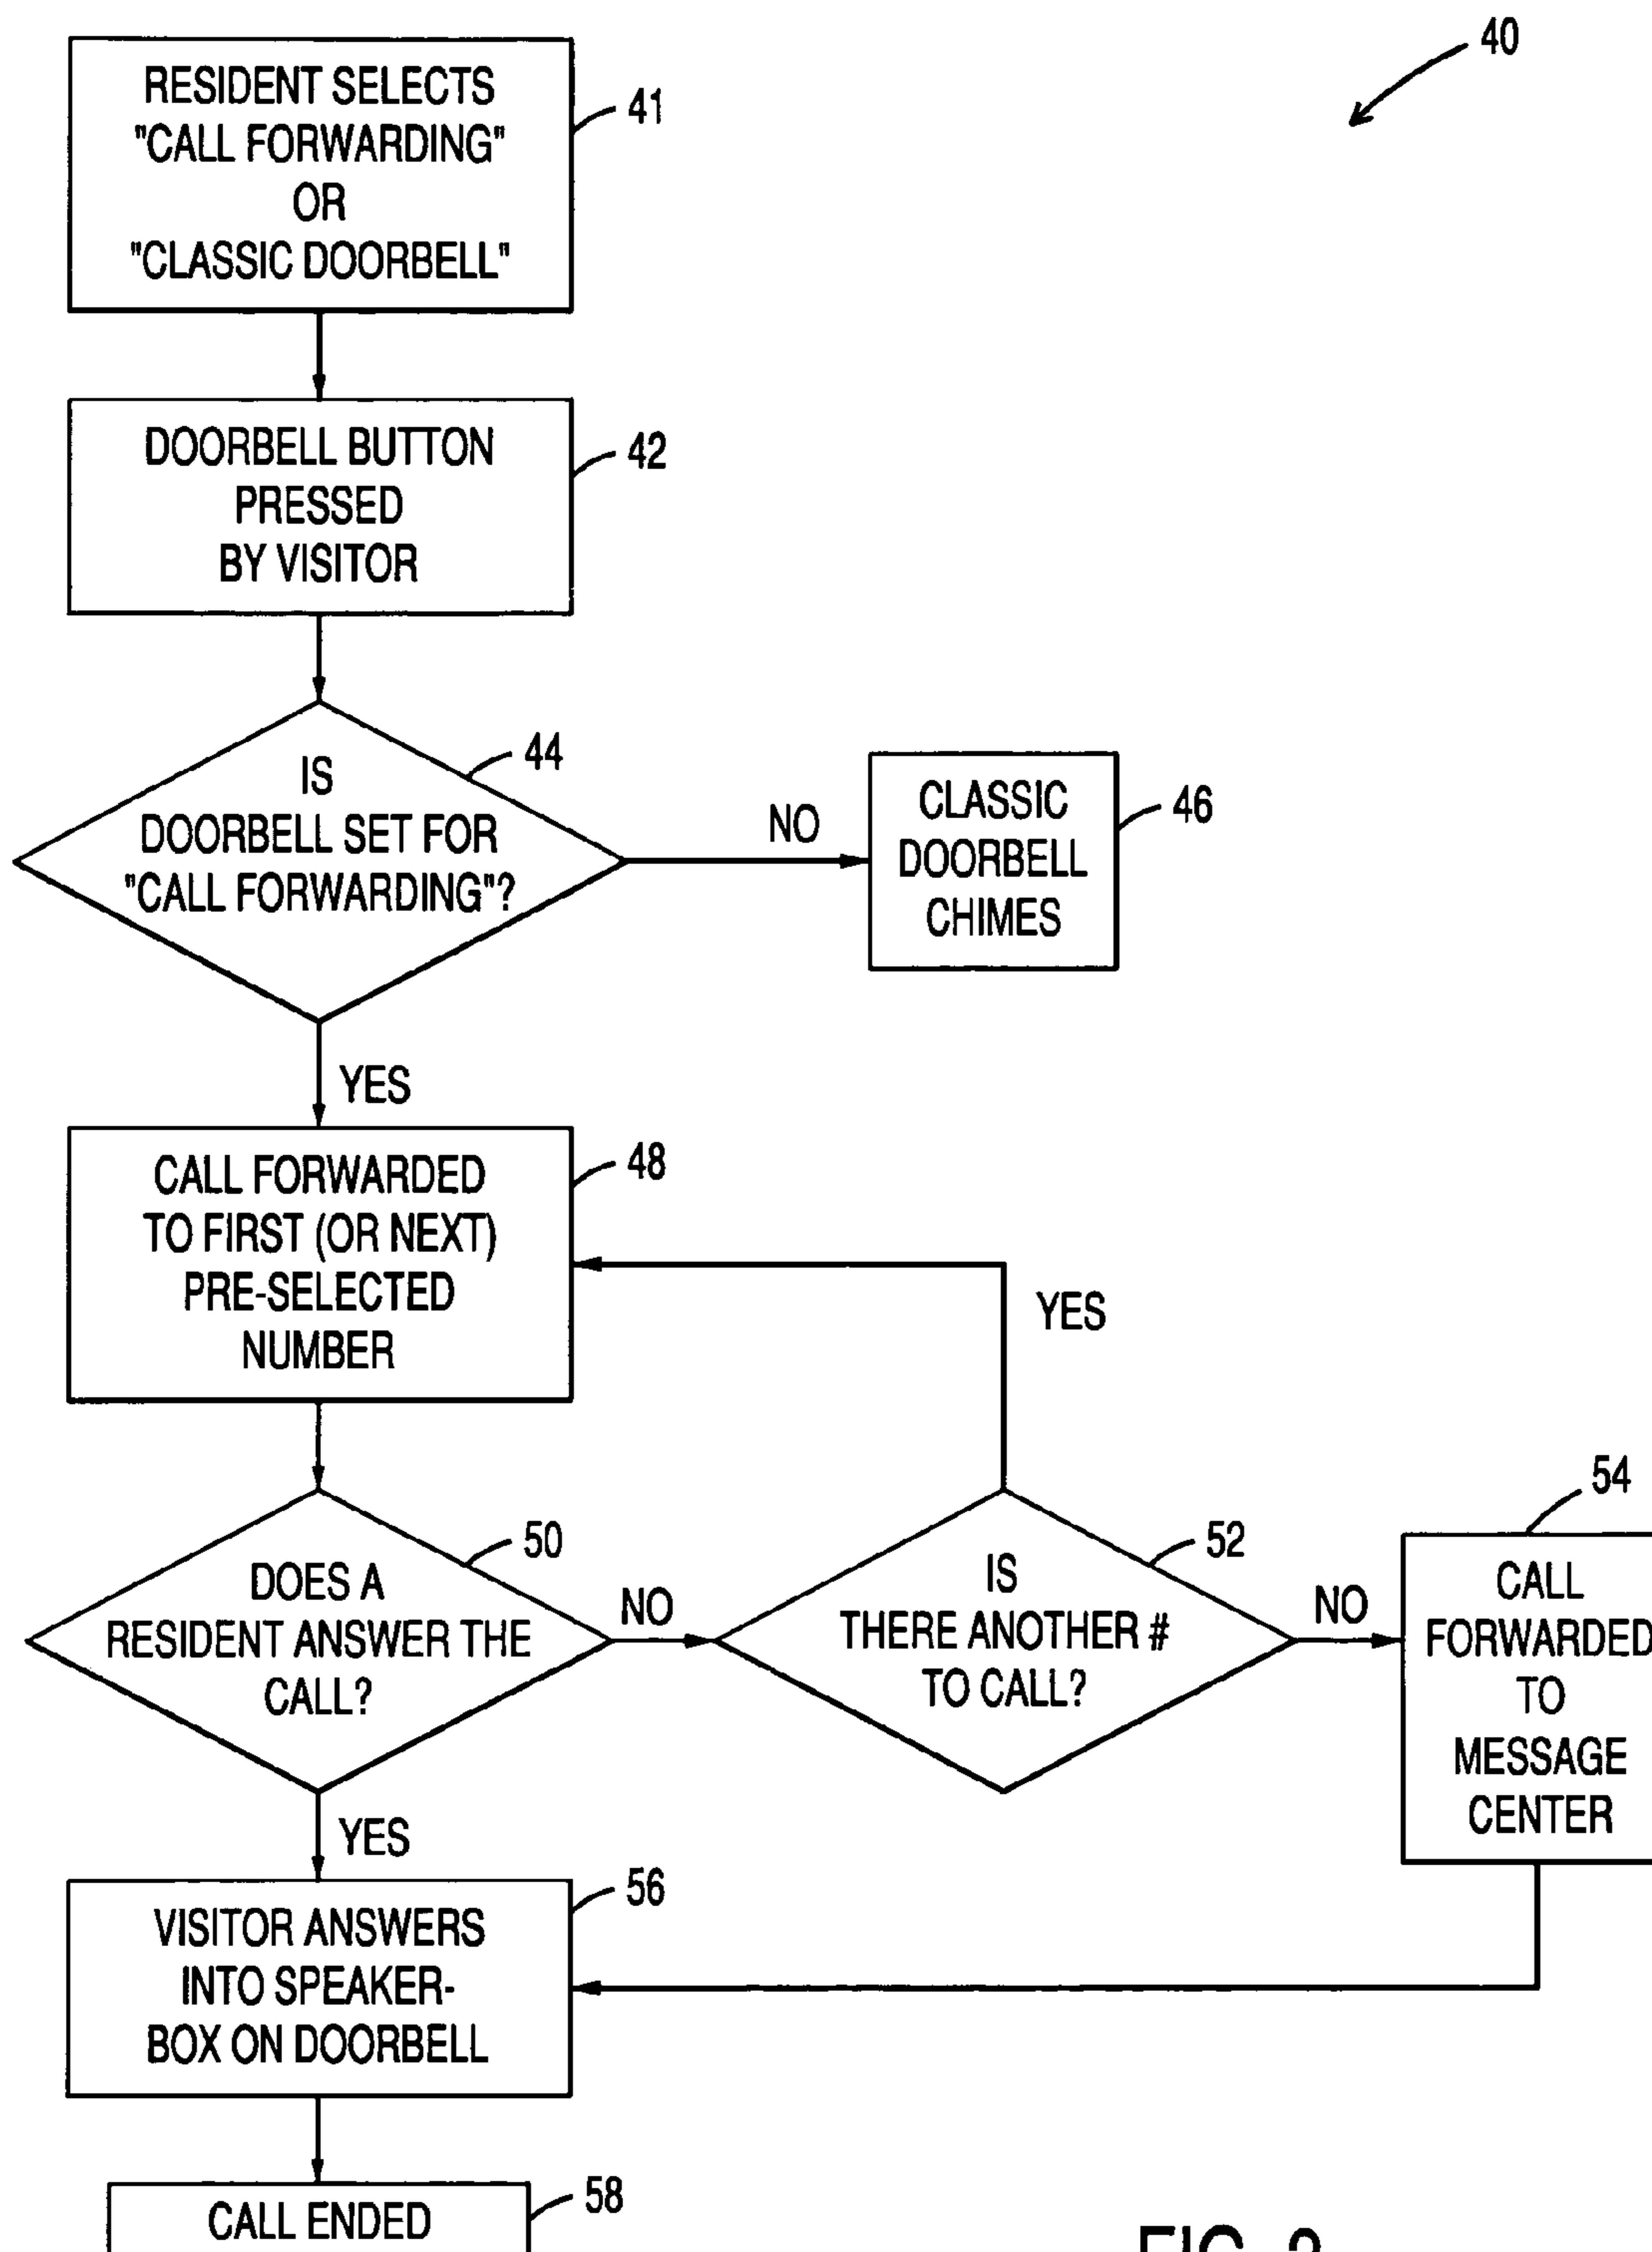 40
RESIDENT SELECTS
"CALL FORWARDING"
OR
"CLASSIC DOORBELL"
41
DOORBELL BUTTON
PRESSED
BY VISITOR
42
IS
DOORBELL SET FOR
"CALL FORWARDING"?
44
NO
CLASSIC
DOORBELL
CHIMES
46
YES
CALL FORWARDED
TO FIRST (OR NEXT)
PRE-SELECTED
NUMBER
48
YES
DOES A
RESIDENT ANSWER THE
CALL?
50
NO
IS
THERE ANOTHER #
TO CALL?
52
NO
54
CALL
FORWARDED
TO
MESSAGE
CENTER
YES
VISITOR ANSWERS
INTO SPEAKER-
BOX ON DOORBELL
56
CALL ENDED
58
FIG.